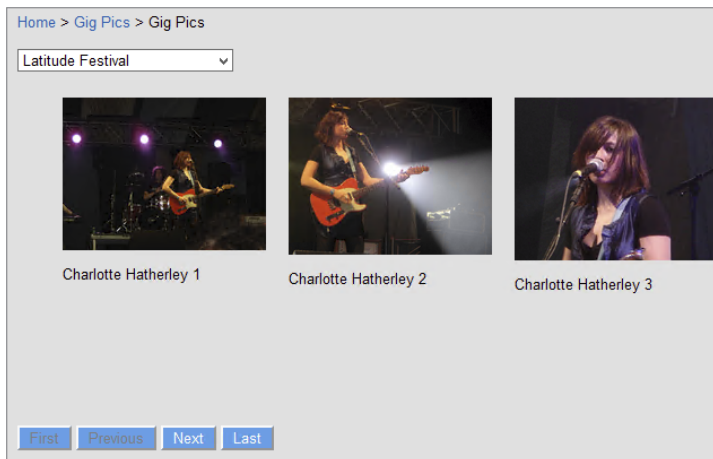 Home > Gig Pics > Gig Pics
Latitude Festival
Charlotte Hatherley 1
Charlotte Hatherley 2
Charlotte Hatherley 3
First Previous Next Last